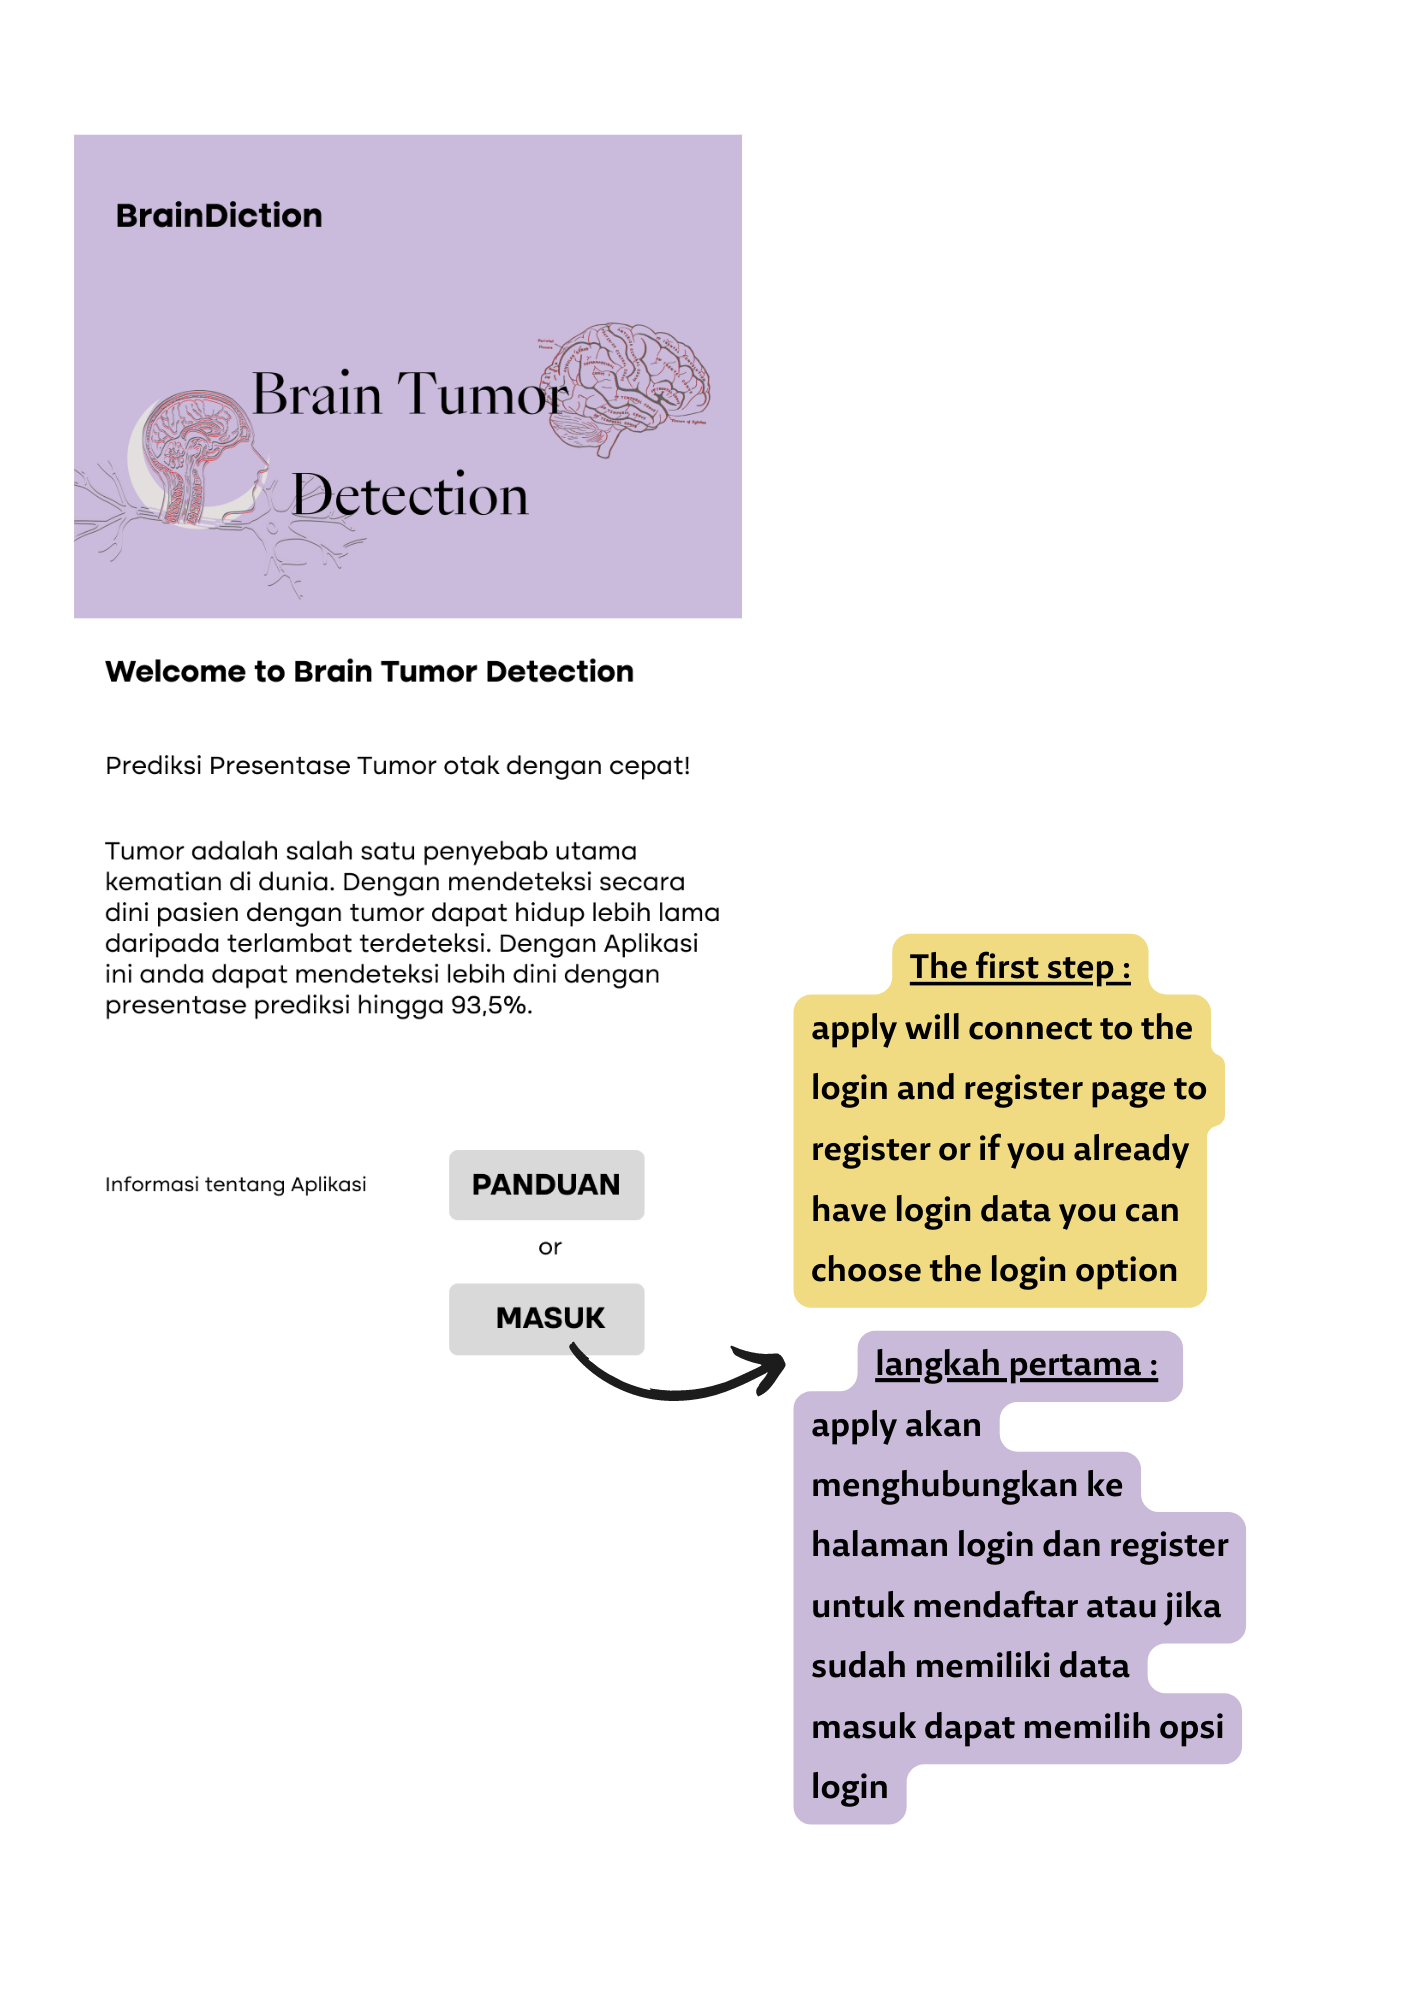 BrainDiction
Brain Tumor
Detection
Welcome to Brain Tumor Detection
Prediksi Presentase Tumor otak dengan cepat!
Tumor adalah salah satu penyebab utama
kematian di dunia. Dengan mendeteksi secara
dini pasien dengan tumor dapat hidup lebih lama
daripada terlambat terdeteksi. Dengan Aplikasi
ini anda dapat mendeteksi lebih dini dengan
presentase prediksi hingga 93,5%.
Informasi tentang Aplikasi
PANDUAN
or
MASUK
The first step :
apply will connect to the
login and register page to
register or if you already
have login data you can
choose the login option
langkah pertama :
apply akan
menghubungkan ke
halaman login dan register
untuk mendaftar atau jika
sudah memiliki data
masuk dapat memilih opsi
login